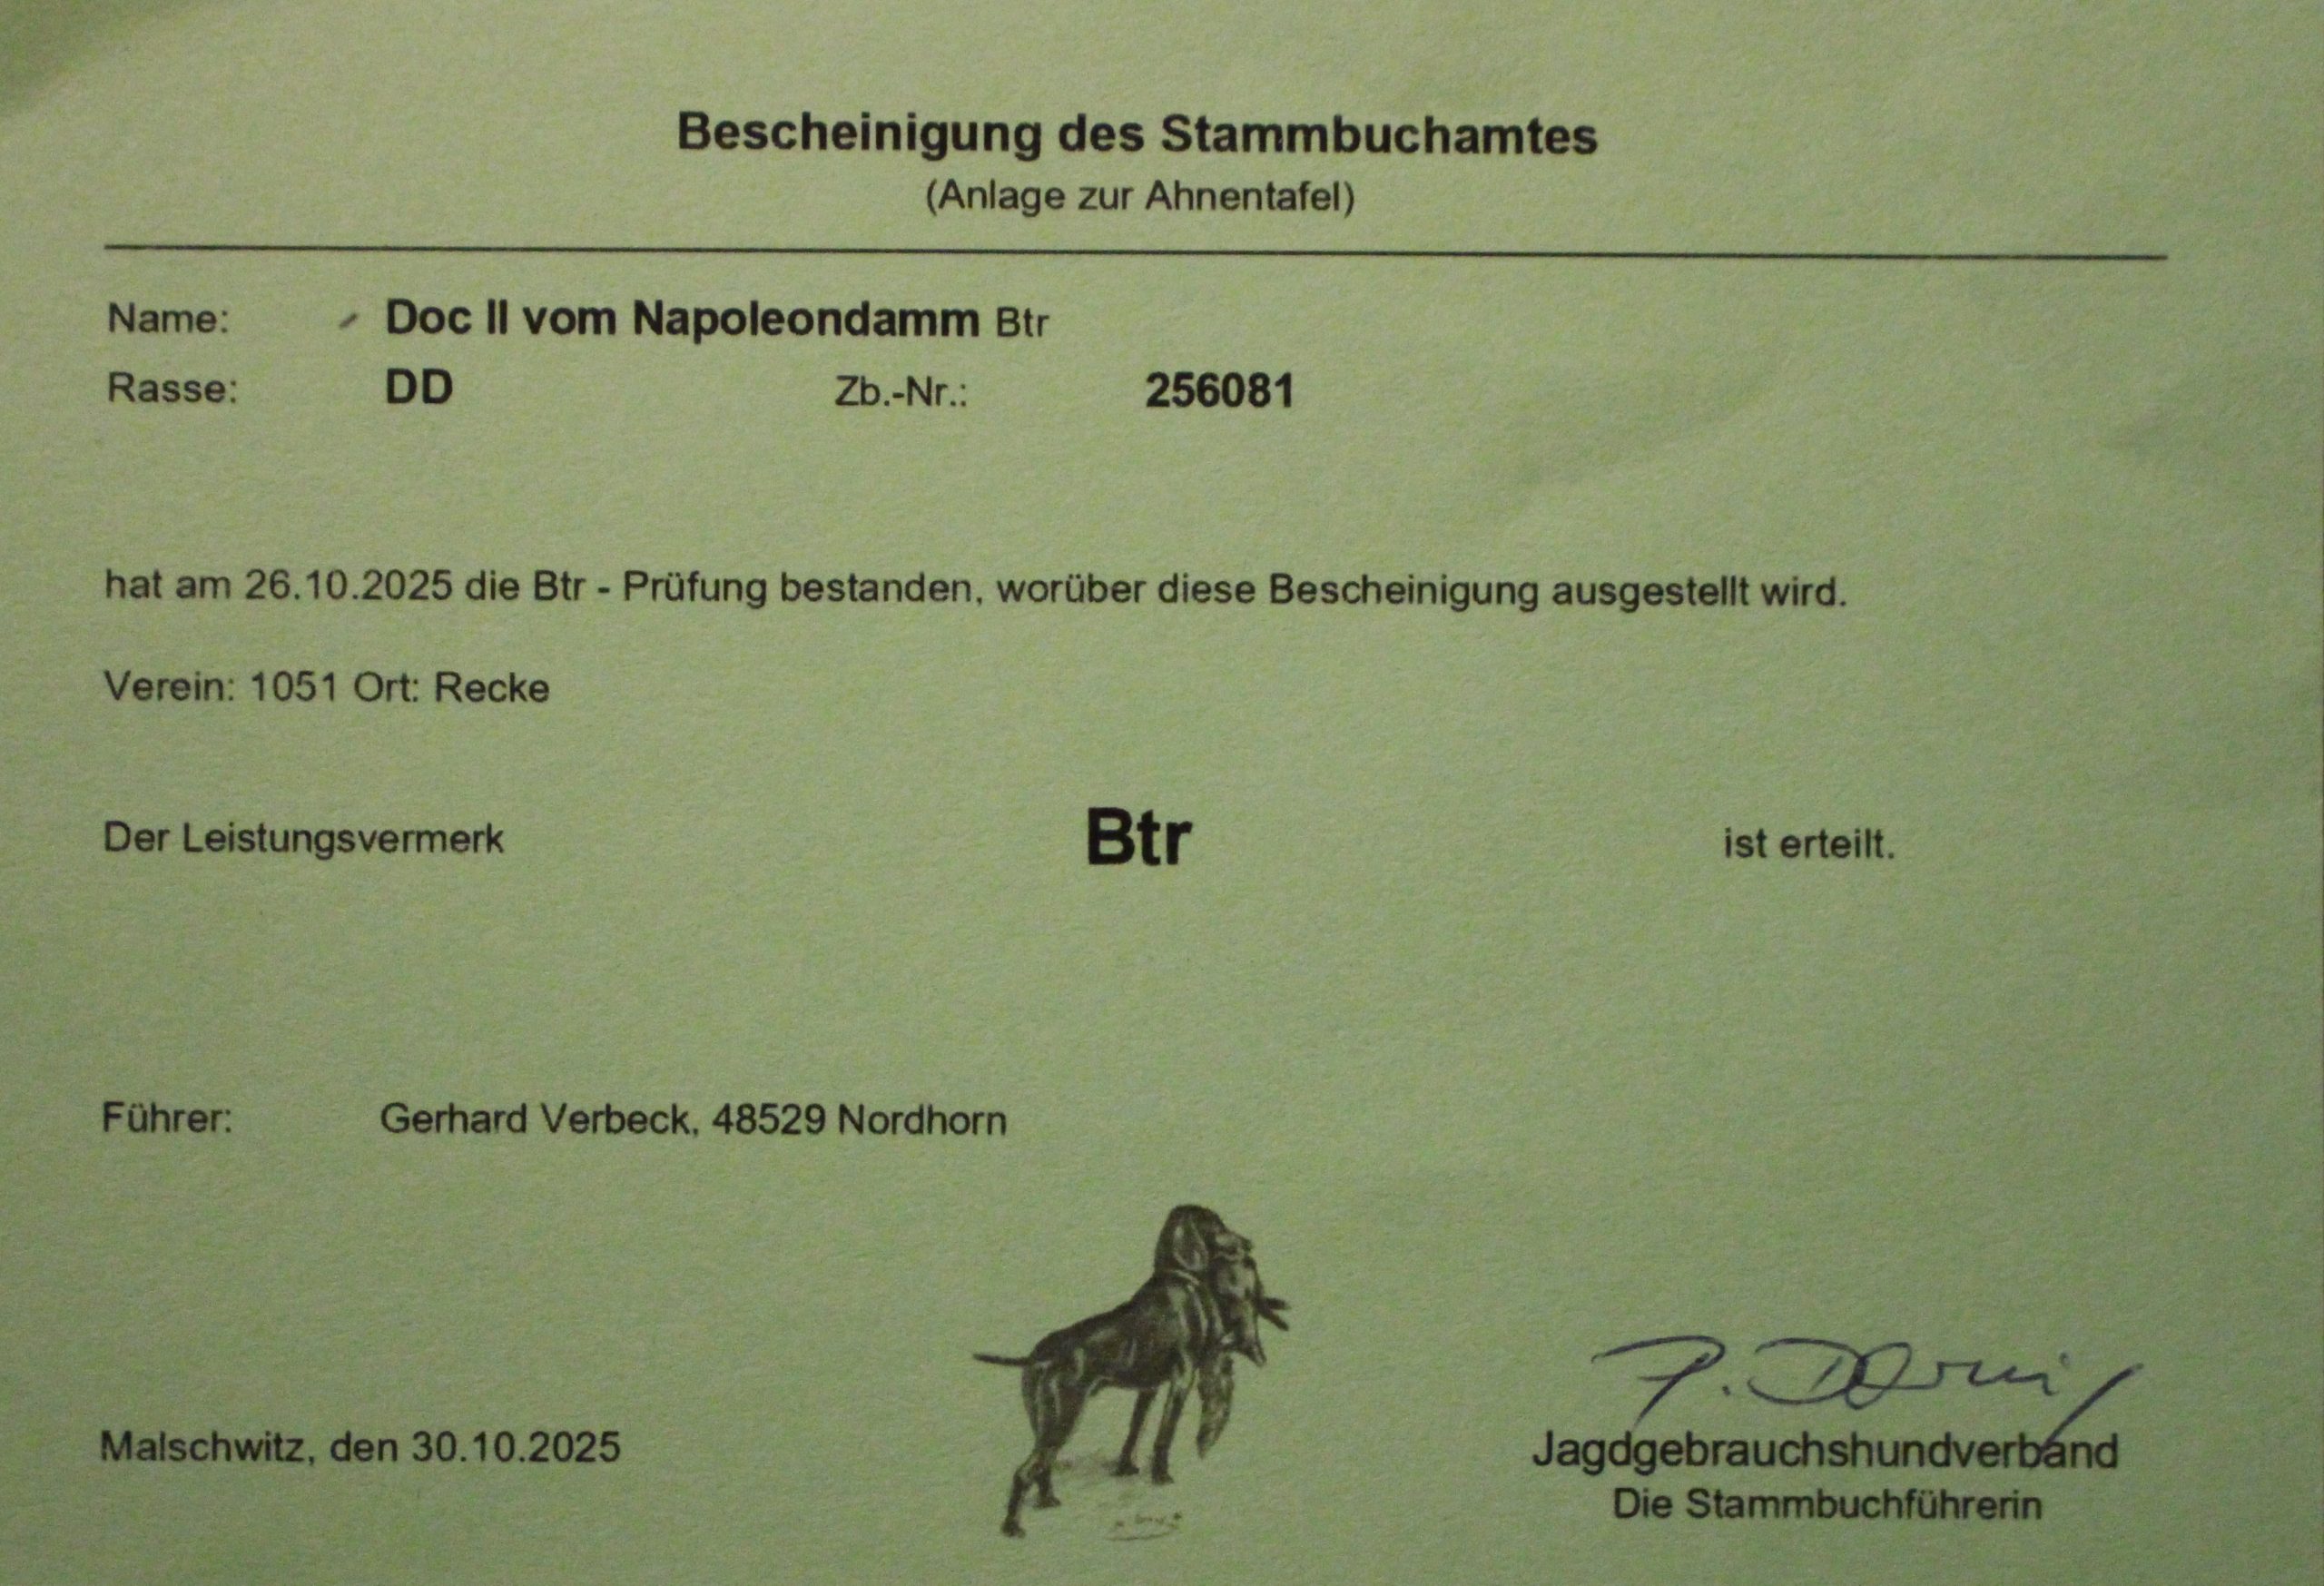 Bescheinigung des Stammbuchamtes
(Anlage zur Ahnentafel)
Name: Doc II vom Napoleondamm Btr
Rasse: DD Zb.-Nr.: 256081
hat am 26.10.2025 die Btr - Prüfung bestanden, worüber diese Bescheinigung ausgestellt wird.
Verein: 1051 Ort: Recke
Der Leistungsvermerk Btr ist erteilt.
Führer: Gerhard Verbeck, 48529 Nordhorn
Malschwitz, den 30.10.2025
Jagdgebrauchshundverband
Die Stammbuchführerin